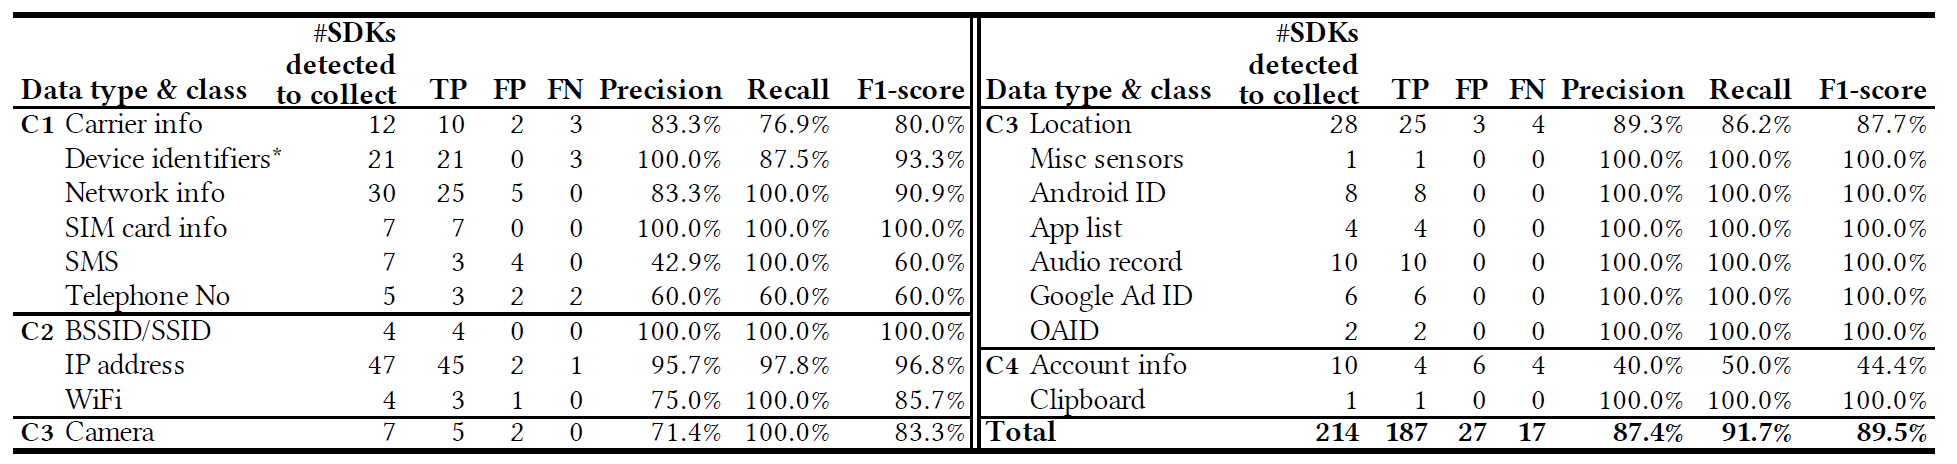 Data type & class #SDKs detected to collect TP FP FN Precision Recall F1-score
C1 Carrier info 12 10 2 3 83.3% 76.9% 80.0%
Device identifiers* 21 21 0 3 100.0% 87.5% 93.3%
Network info 30 25 5 0 83.3% 100.0% 90.9%
SIM card info 7 7 0 0 100.0% 100.0% 100.0%
SMS 7 3 4 0 42.9% 100.0% 60.0%
Telephone No 5 3 2 2 60.0% 60.0% 60.0%
C2 BSSID/SSID 4 4 0 0 100.0% 100.0% 100.0%
IP address 47 45 2 1 95.7% 97.8% 96.8%
WiFi 4 3 1 0 75.0% 100.0% 85.7%
C3 Camera 7 5 2 0 71.4% 100.0% 83.3%
Data type & class #SDKs detected to collect TP FP FN Precision Recall F1-score
C3 Location 28 25 3 4 89.3% 86.2% 87.7%
Misc sensors 1 1 0 0 100.0% 100.0% 100.0%
Android ID 8 8 0 0 100.0% 100.0% 100.0%
App list 4 4 0 0 100.0% 100.0% 100.0%
Audio record 10 10 0 0 100.0% 100.0% 100.0%
Google Ad ID 6 6 0 0 100.0% 100.0% 100.0%
OAID 2 2 0 0 100.0% 100.0% 100.0%
C4 Account info 10 4 6 4 40.0% 50.0% 44.4%
Clipboard 1 1 0 0 100.0% 100.0% 100.0%
Total 214 187 27 17 87.4% 91.7% 89.5%